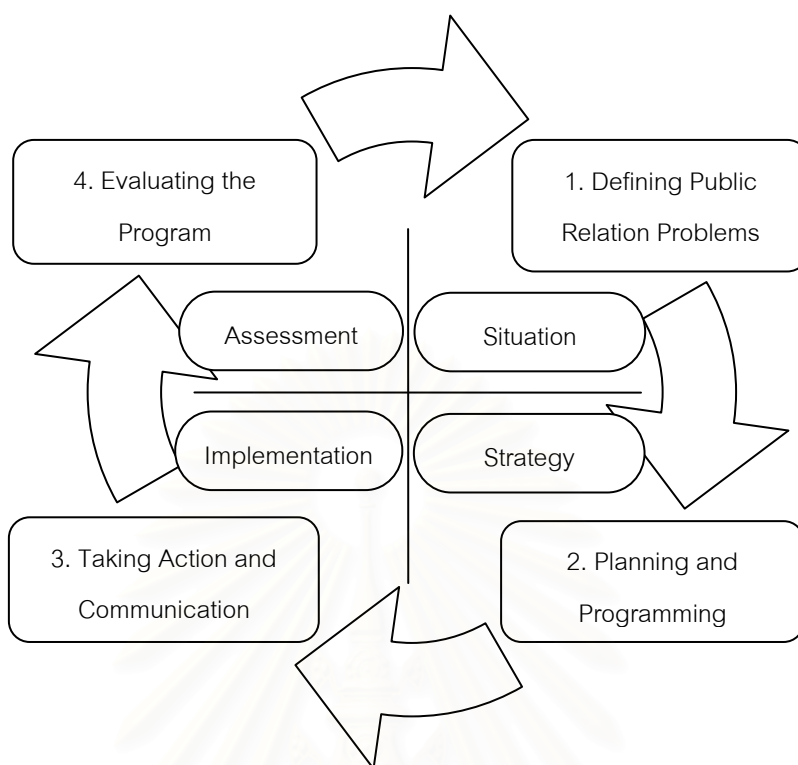 4. Evaluating the
Program
1. Defining Public
Relation Problems
Assessment
Situation
Implementation
Strategy
3. Taking Action and
Communication
2. Planning and
Programming